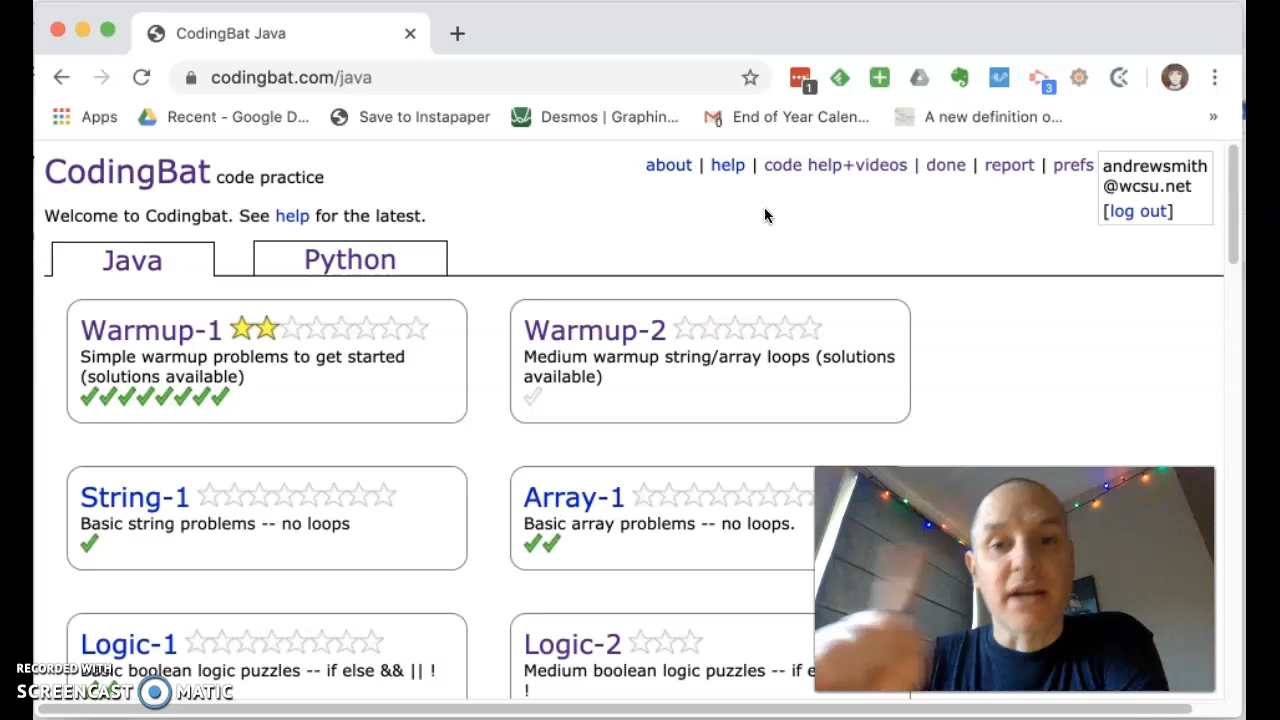 CodingBat Java
codingbat.com/java
1
3
Apps
Recent - Google D...
Save to Instapaper
Desmos | Graphin...
End of Year Calen...
A new definition o...
»
CodingBat code practice
about | help | code help+videos | done | report | prefs
andrewsmith
@wcsu.net
[log out]
Welcome to Codingbat. See help for the latest.
Java
Python
Warmup-1
Simple warmup problems to get started
(solutions available)
Warmup-2
Medium warmup string/array loops (solutions
available)
String-1
Basic string problems -- no loops
Array-1
Basic array problems -- no loops.
Logic-1
boolean logic puzzles -- if else && || !
Logic-2
Medium boolean logic puzzles -- if e
!
RECORDED WITH
SCREENCAST MATIC